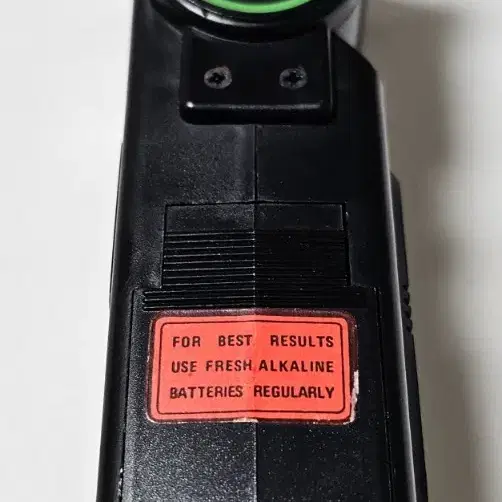 FOR BEST RESULTS
USE FRESH ALKALINE
BATTERIES REGULARLY